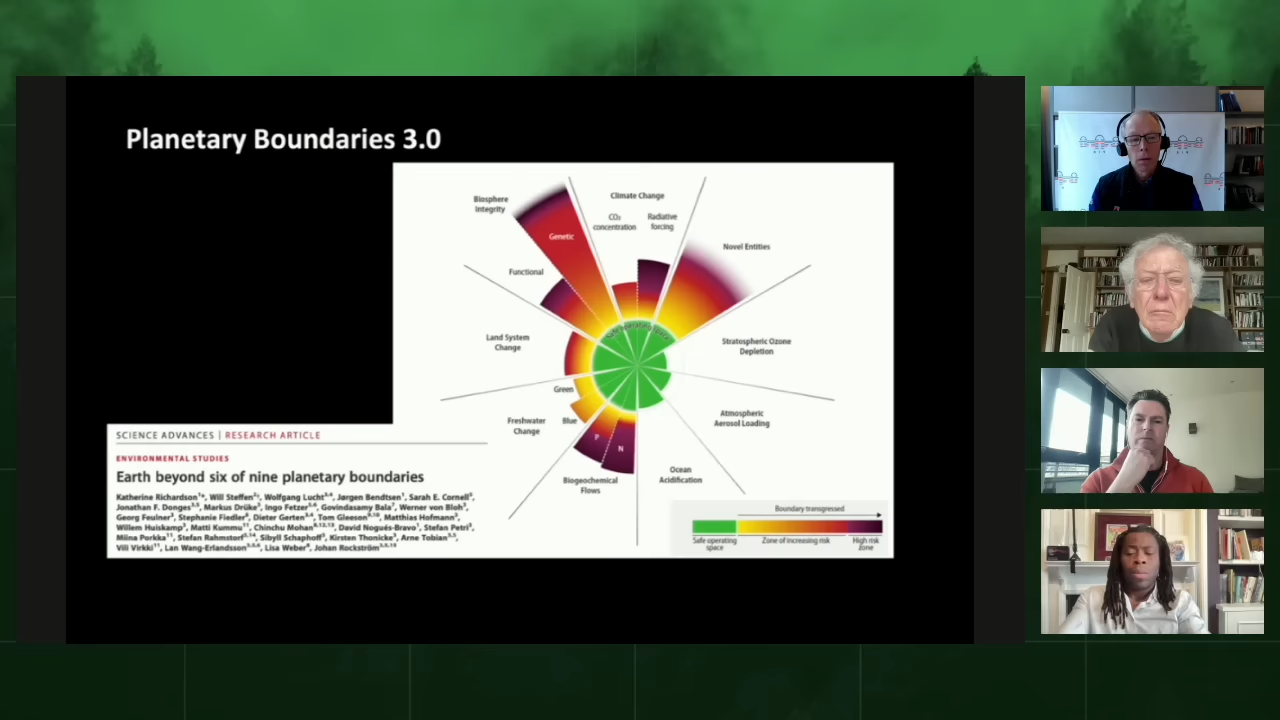 Planetary Boundaries 3.0
Biosphere
Integrity
Climate Change
CO₂
concentration
Radiative
forcing
Genetic
Novel Entities
Functional
Land System
Change
Stratospheric Ozone
Depletion
Green
Freshwater
Change
Blue
Atmospheric
Aerosol Loading
P
N
Biogeochemical
Flows
Ocean
Acidification
Boundary transgressed
Safe operating
space
Zone of increasing risk
High risk
zone
SCIENCE ADVANCES | RESEARCH ARTICLE
ENVIRONMENTAL STUDIES
Earth beyond six of nine planetary boundaries
Katherine Richardson, Will Steffen, Wolfgang Lucht, Jørgen Bendtsen, Sarah E. Cornell,
Jonathan F. Donges, Markus Drüke, Ingo Fetzer, Govindasamy Bala, Werner von Bloh,
Georg Feulner, Stephanie Fiedler, Dieter Gerten, Tom Gleeson, Matthias Hofmann,
Willem Huiskamp, Matti Kummu, Chinchu Mohan, David Nogués-Bravo, Stefan Petri,
Miina Porkka, Stefan Rahmstorf, Sibyll Schaphoff, Kirsten Thonicke, Arne Tobian,
Vili Virkki, Lan Wang-Erlandsson, Lisa Weber, Johan Rockström